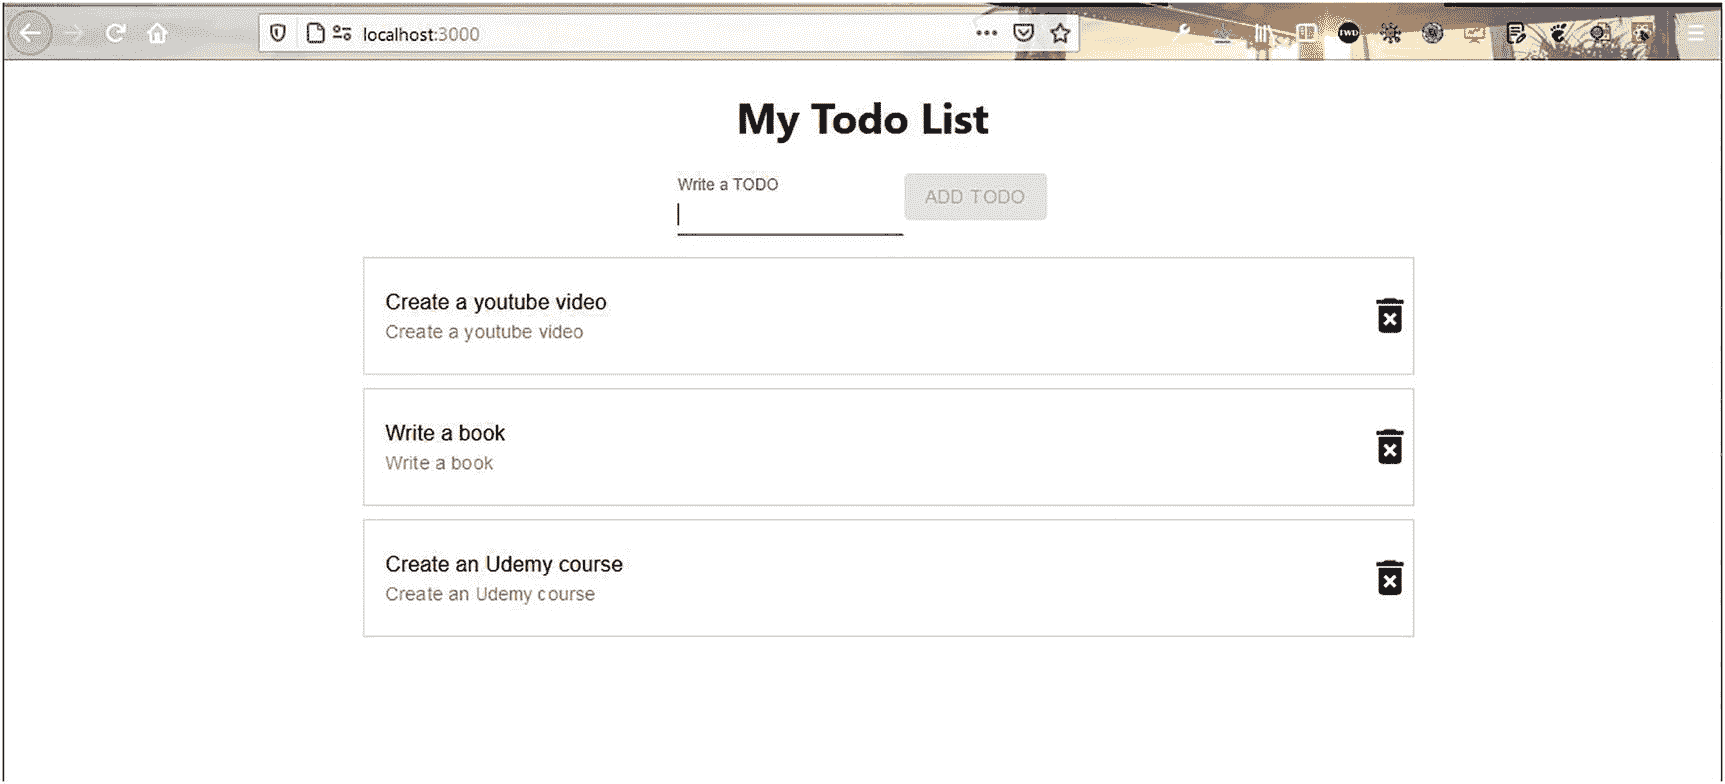 localhost:3000
TWD
My Todo List
Write a TODO
ADD TODO
Create a youtube video
Create a youtube video
Write a book
Write a book
Create an Udemy course
Create an Udemy course